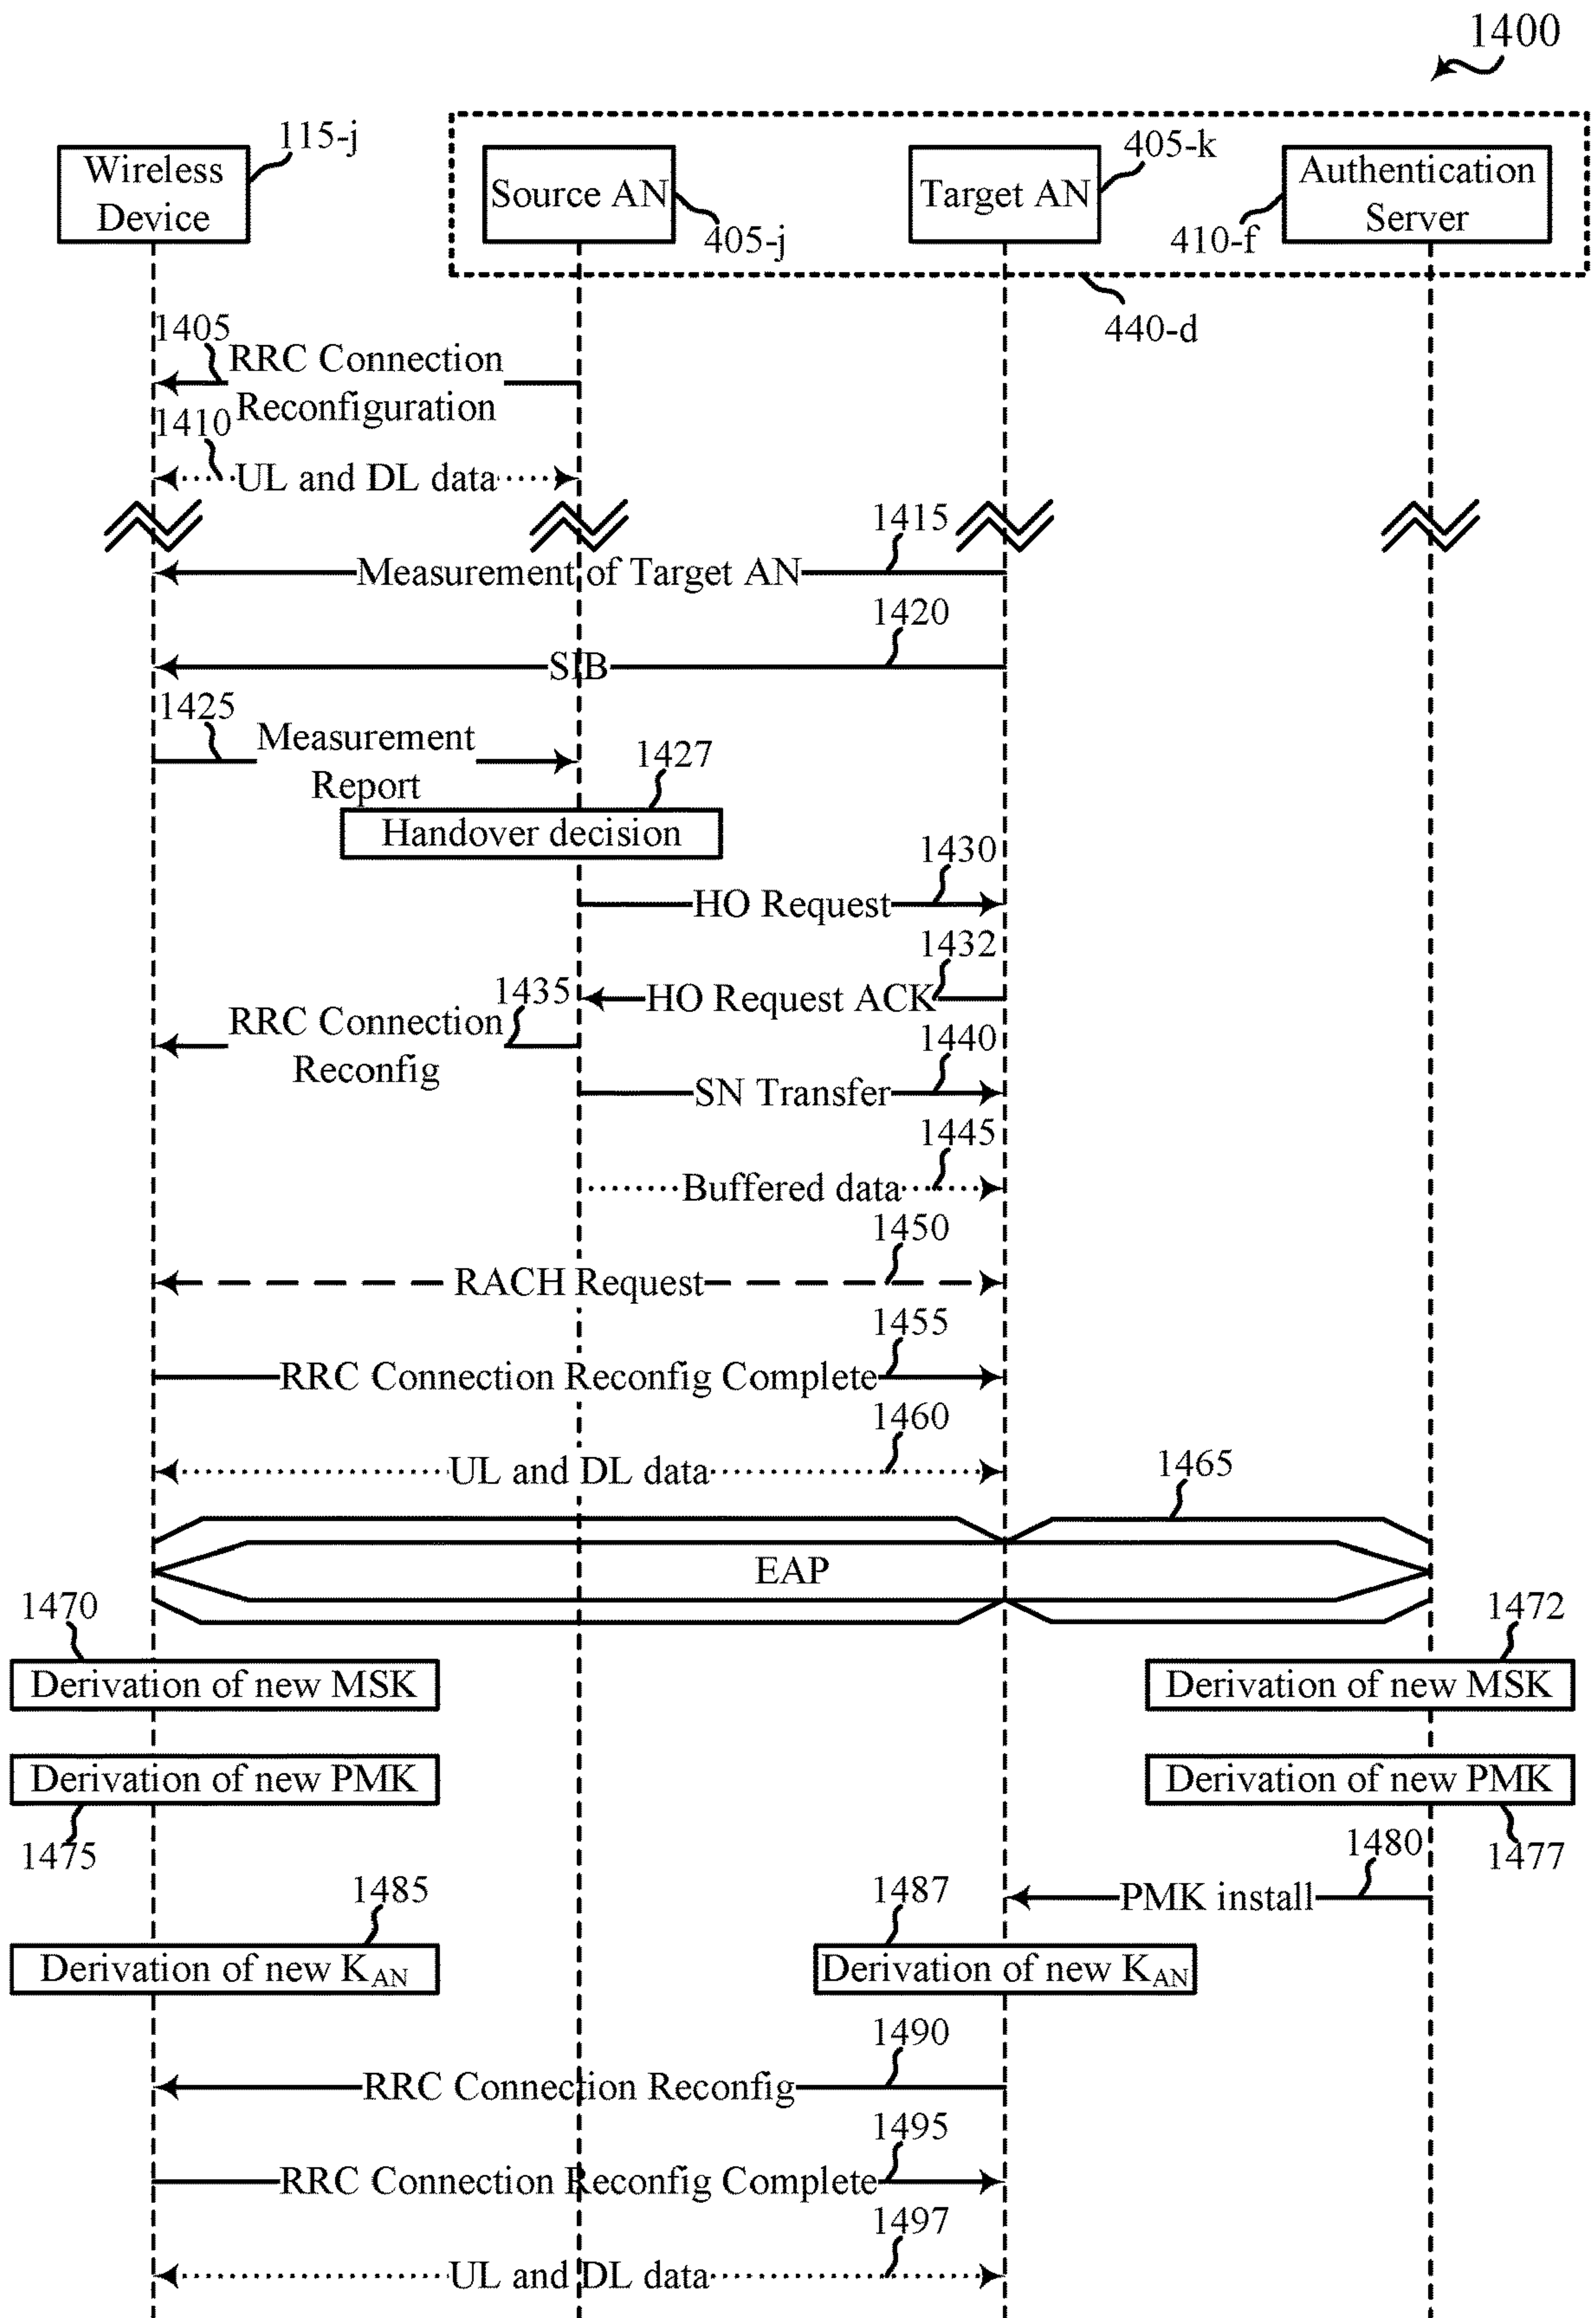 1400
115-j
Wireless
Device
Source AN
405-j
Target AN
405-k
Authentication
Server
410-f
440-d
1405
RRC Connection
Reconfiguration
1410
UL and DL data
1415
Measurement of Target AN
1420
SIB
1425
Measurement
Report
1427
Handover decision
1430
HO Request
1432
HO Request ACK
1435
RRC Connection
Reconfig
1440
SN Transfer
1445
Buffered data
1450
RACH Request
1455
RRC Connection Reconfig Complete
1460
UL and DL data
1465
EAP
1470
Derivation of new MSK
1472
Derivation of new MSK
Derivation of new PMK
1475
Derivation of new PMK
1477
1480
PMK install
1485
Derivation of new KAN
1487
Derivation of new KAN
1490
RRC Connection Reconfig
1495
RRC Connection Reconfig Complete
1497
UL and DL data